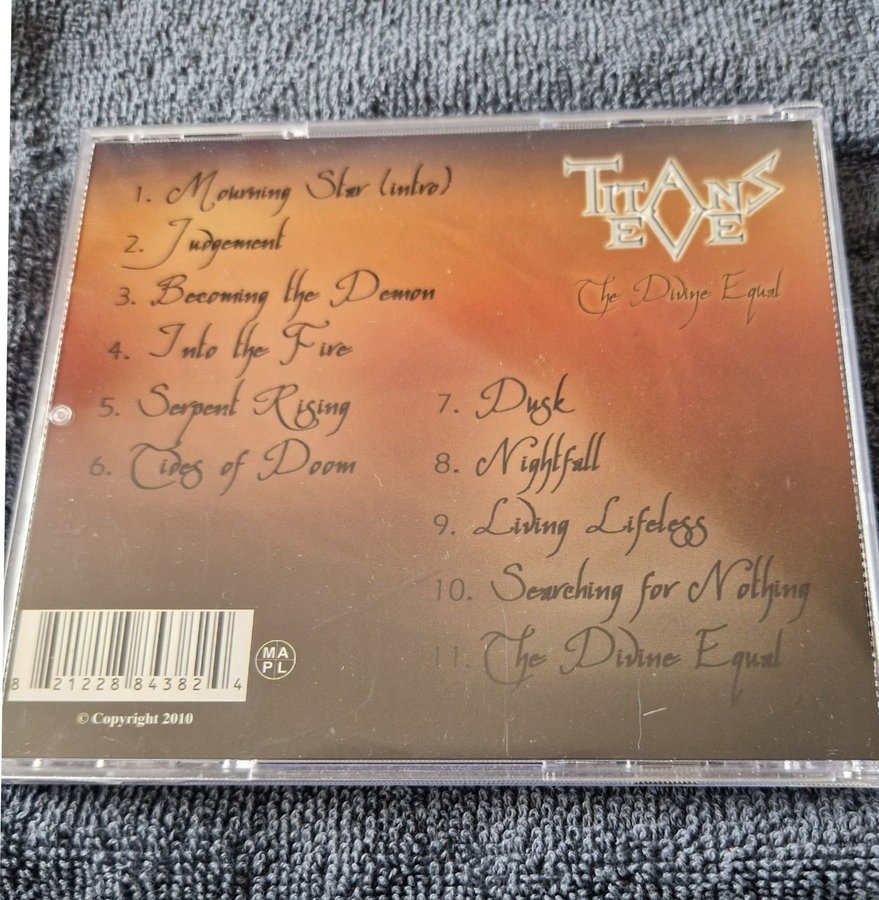 1. Mourning Star (intro)
2. Judgement
3. Becoming the Demon
4. Into the Fire
5. Serpent Rising
6. Tides of Doom
TITANS
EVE
The Divine Equal
7. Dusk
8. Nightfall
9. Living Lifeless
10. Searching for Nothing
11. The Divine Equal
8 21228 84382 4
MA
PL
© Copyright 2010